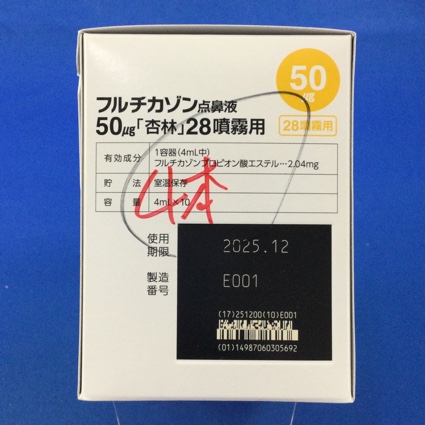 50
μg
28噴霧用
フルチカゾン点鼻液
50μg「杏林」28噴霧用
有効成分 1容器(4mL中)
フルチカゾンプロピオン酸エステル…2.04mg
貯法 室温保存
容量 4mL×10
4本
使用期限 2025.12
製造番号 E001
(17)251200(10)E001
(01)14987060305692